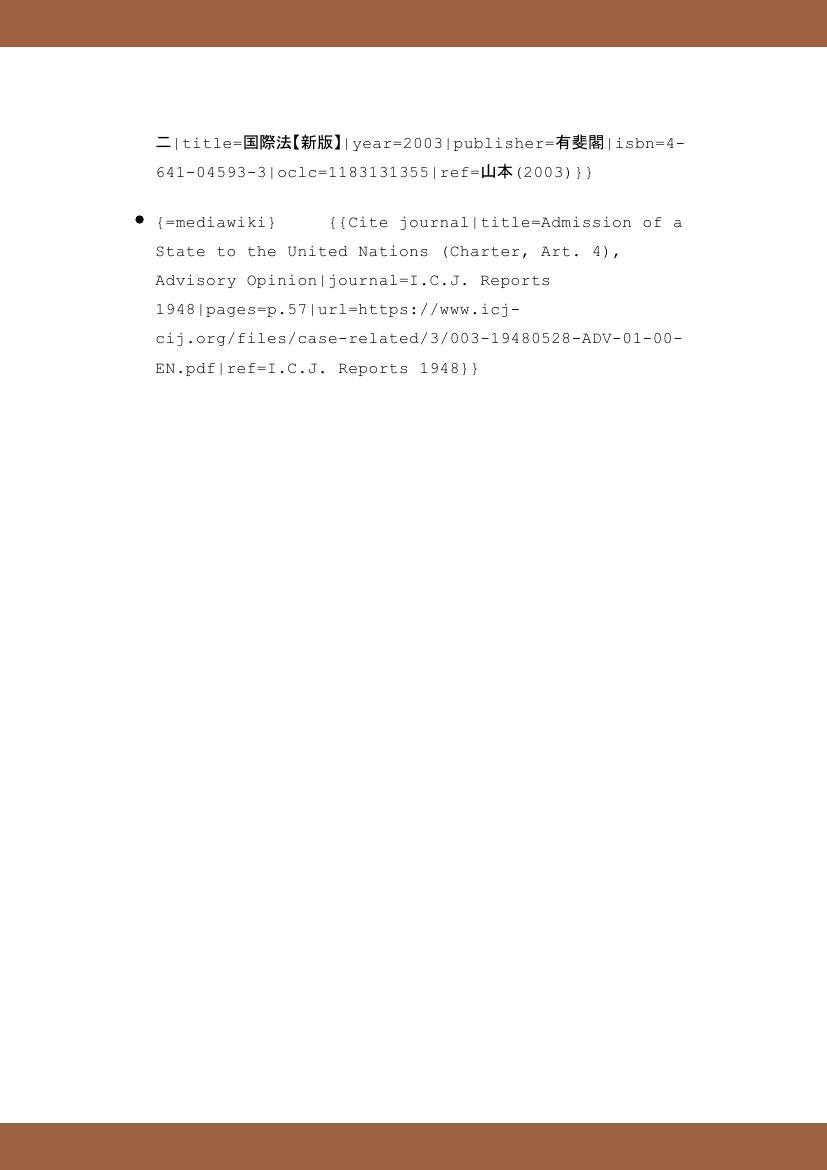 二|title=国際法【新版】|year=2003|publisher=有斐閣|isbn=4-
641-04593-3|oclc=1183131355|ref=山本(2003)}}
• {=mediawiki} {{Cite journal|title=Admission of a
State to the United Nations (Charter, Art. 4),
Advisory Opinion|journal=I.C.J. Reports
1948|pages=p.57|url=https://www.icj-
cij.org/files/case-related/3/003-19480528-ADV-01-00-
EN.pdf|ref=I.C.J. Reports 1948}}